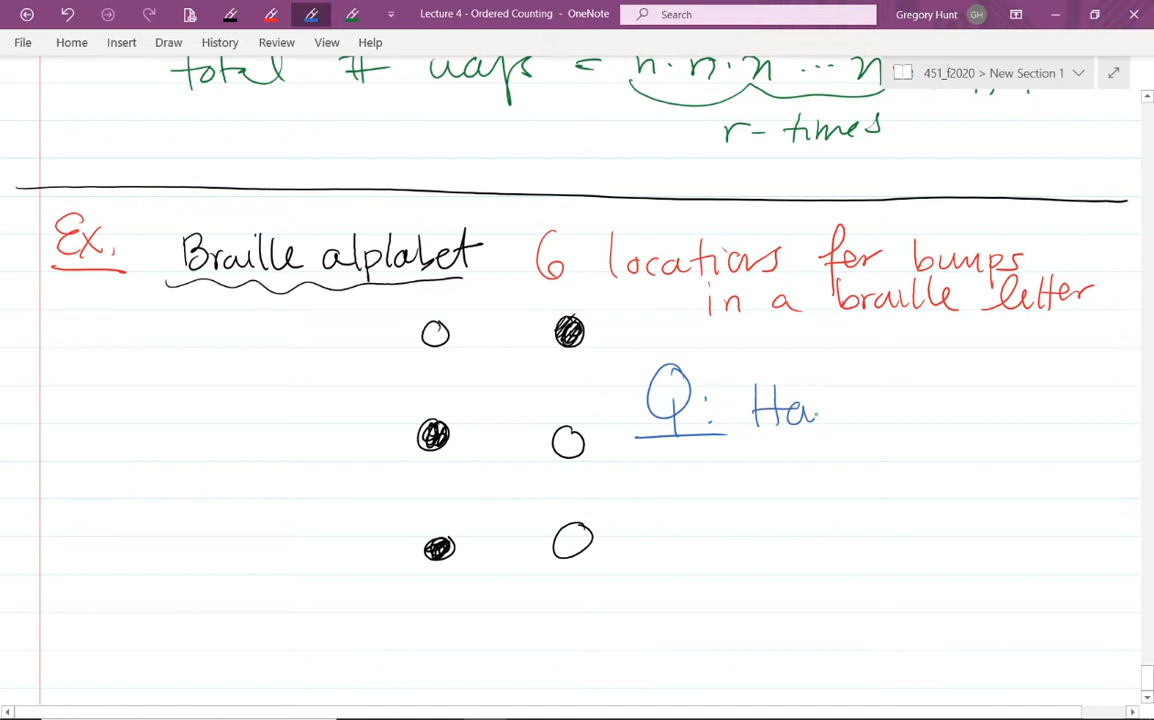 Lecture 4 - Ordered Counting - OneNote
Search
Gregory Hunt
GH
File Home Insert Draw History Review View Help
total # ways = n·n·n ··· n
451_f2020 > New Section 1
r- times
Ex. Braille alplabet 6 locations for bumps
in a braille letter
Q: Ha